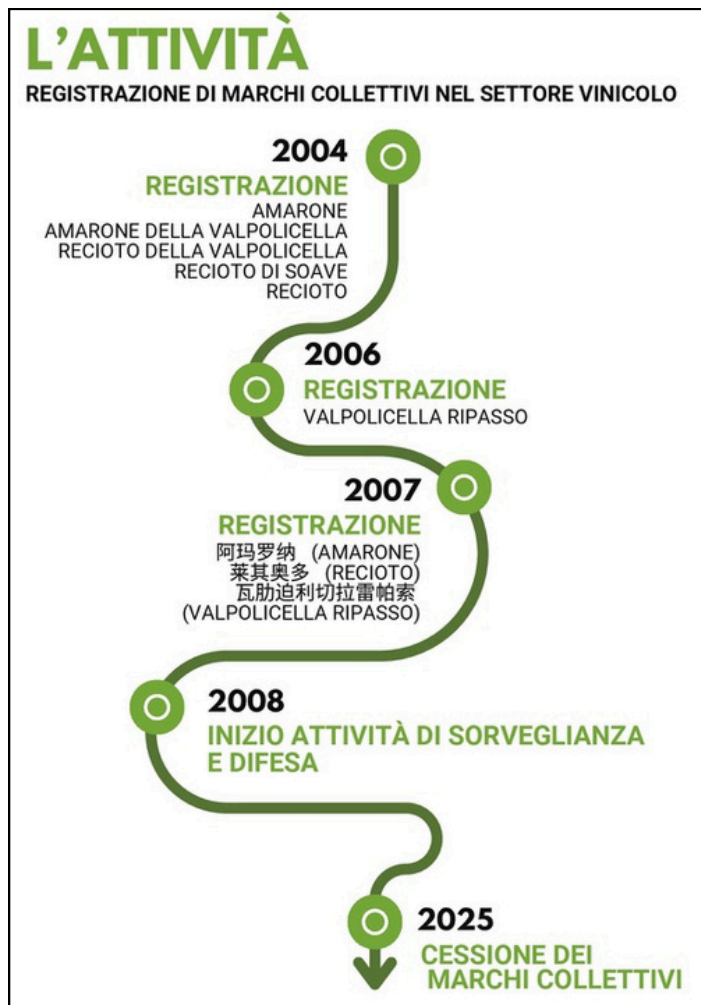 L'ATTIVITÀ
REGISTRAZIONE DI MARCHI COLLETTIVI NEL SETTORE VINICOLO
2004
REGISTRAZIONE
AMARONE
AMARONE DELLA VALPOLICELLA
RECIOTO DELLA VALPOLICELLA
RECIOTO DI SOAVE
RECIOTO
2006
REGISTRAZIONE
VALPOLICELLA RIPASSO
2007
REGISTRAZIONE
阿玛罗纳 (AMARONE)
莱其奥多 (RECIOTO)
瓦肋迫利切拉雷帕索
(VALPOLICELLA RIPASSO)
2008
INIZIO ATTIVITÀ DI SORVEGLIANZA
E DIFESA
2025
CESSIONE DEI
MARCHI COLLETTIVI